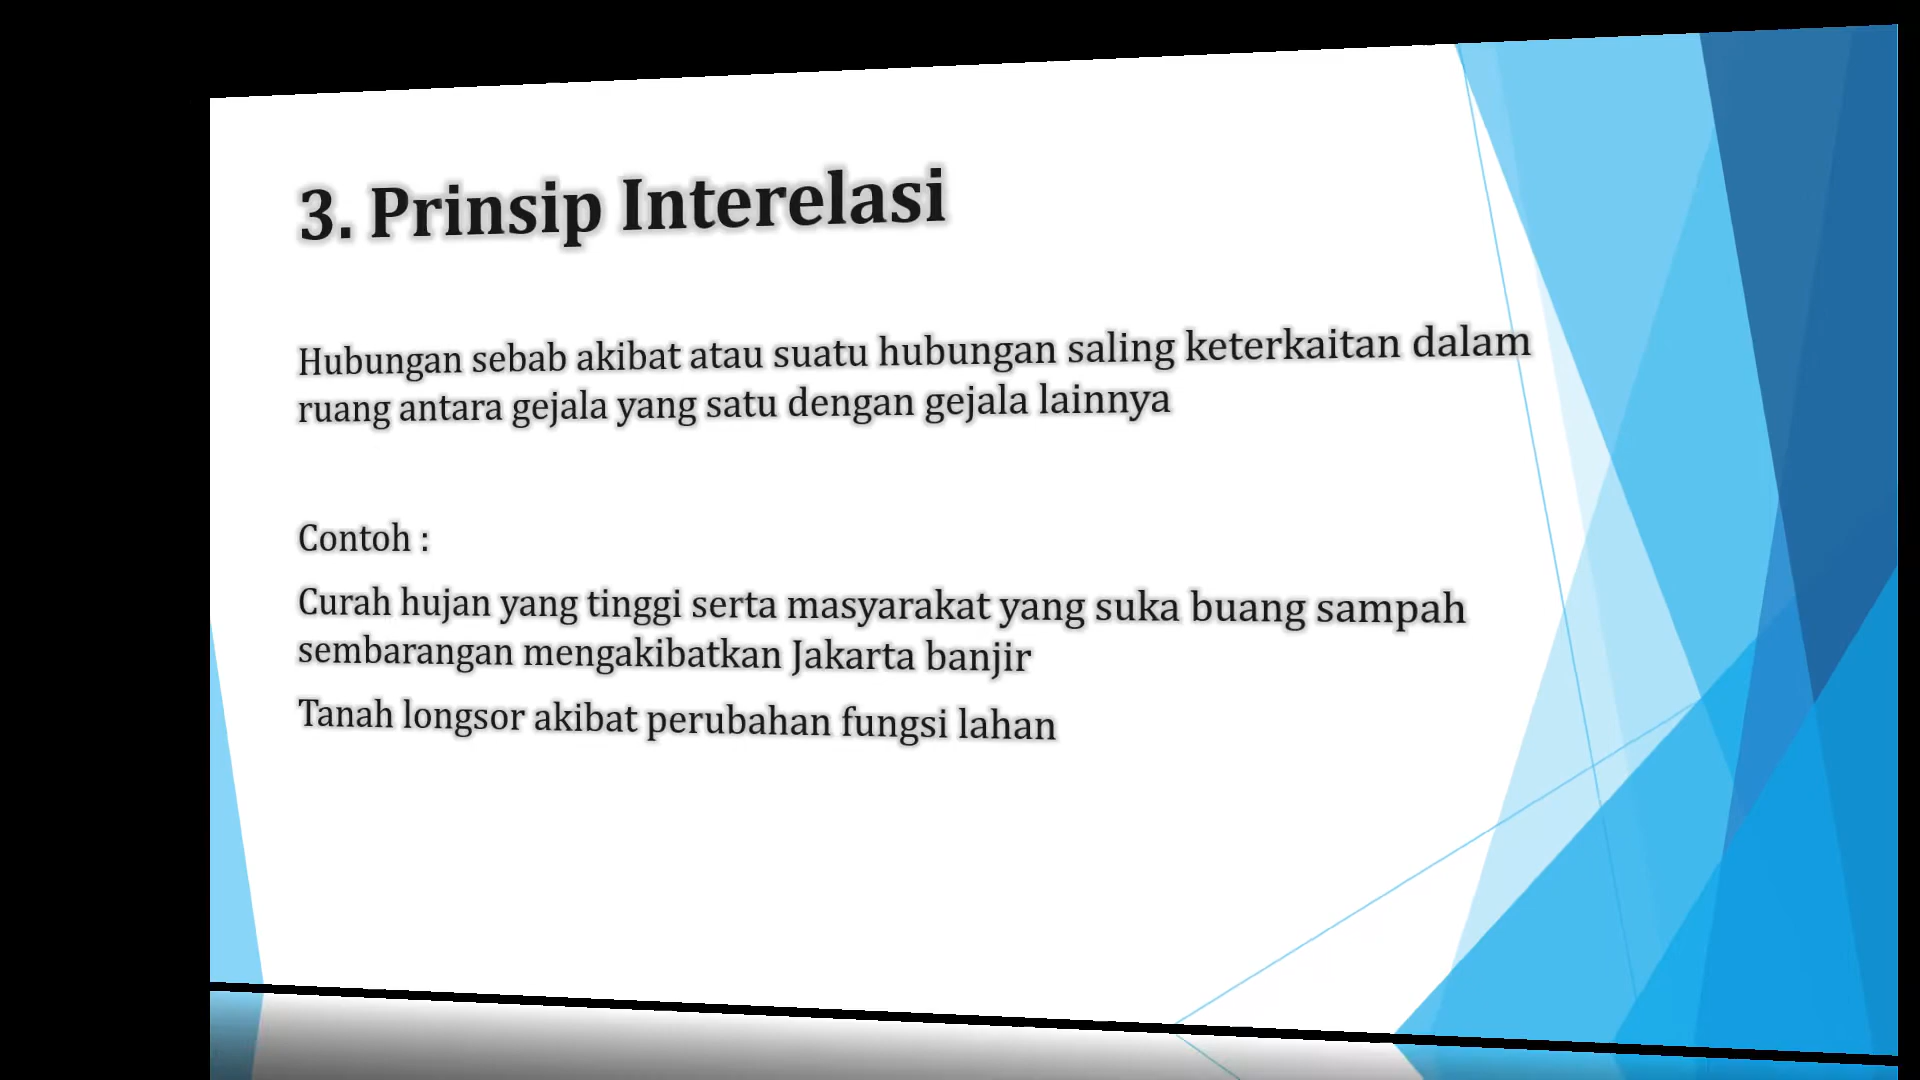 3. Prinsip Interelasi
Hubungan sebab akibat atau suatu hubungan saling keterkaitan dalam
ruang antara gejala yang satu dengan gejala lainnya
Contoh :
Curah hujan yang tinggi serta masyarakat yang suka buang sampah
sembarangan mengakibatkan Jakarta banjir
Tanah longsor akibat perubahan fungsi lahan